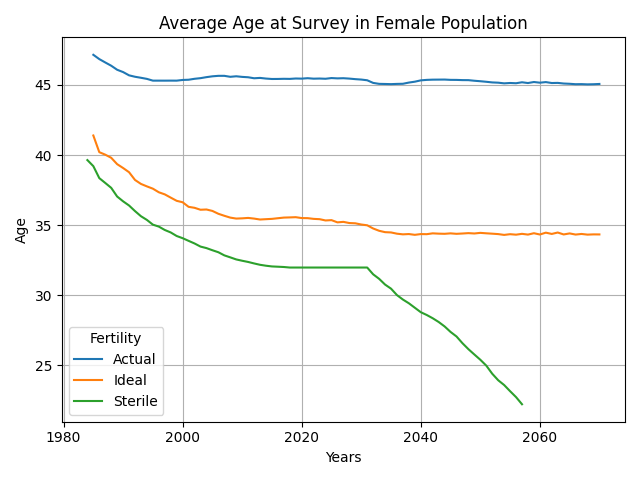 Average Age at Survey in Female Population
Age
45
40
35
30
25
Fertility
Actual
Ideal
Sterile
1980
2000
2020
2040
2060
Years